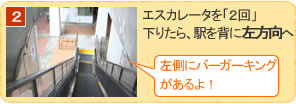 2
エスカレータを「2回」
下りたら、駅を背に左方向へ
左側にバーガーキング
があるよ！